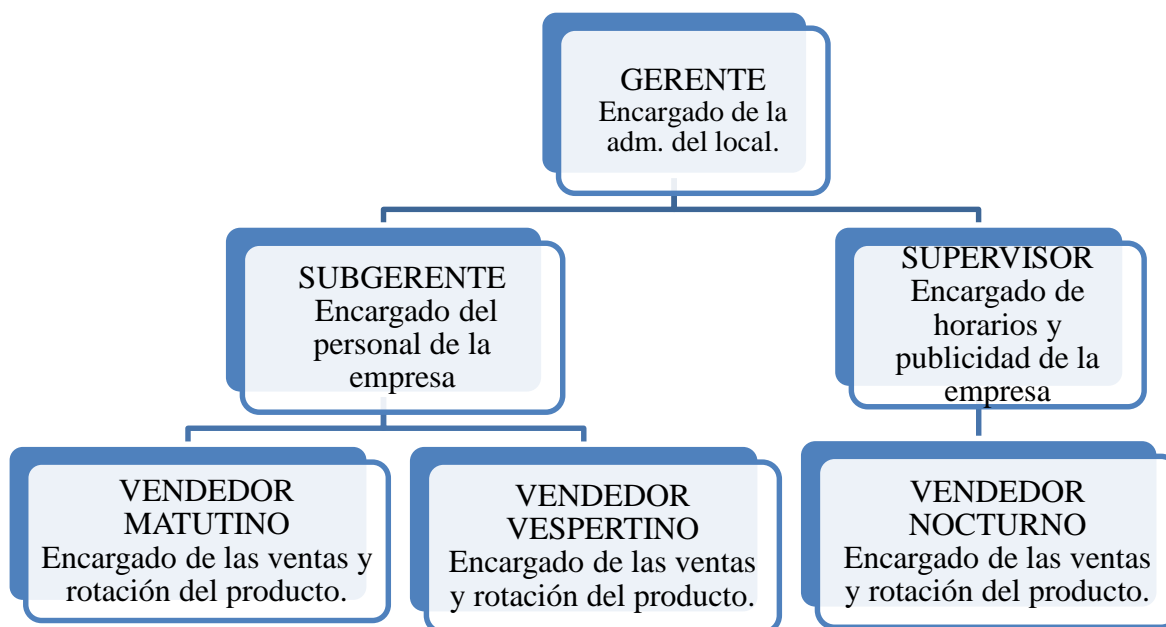 GERENTE
Encargado de la
adm. del local.
SUBGERENTE
Encargado del
personal de la
empresa
SUPERVISOR
Encargado de
horarios y
publicidad de la
empresa
VENDEDOR
MATUTINO
Encargado de las ventas y
rotación del producto.
VENDEDOR
VESPERTINO
Encargado de las ventas
y rotación del producto.
VENDEDOR
NOCTURNO
Encargado de las ventas
y rotación del producto.